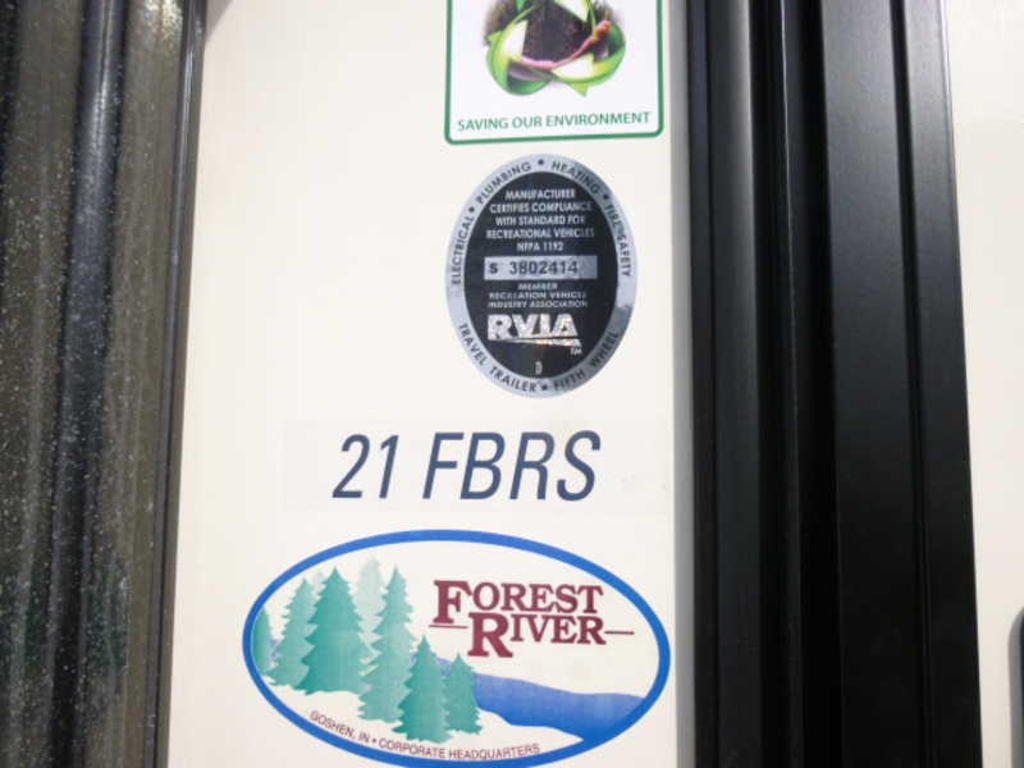 SAVING OUR ENVIRONMENT
ELECTRICAL • PLUMBING • HEATING • FIRE SAFETY
MANUFACTURER
CERTIFIES COMPLIANCE
WITH STANDARD FOR
RECREATIONAL VEHICLES
NFPA 1192
S 3802414
MEMBER
RECREATION VEHICLE
INDUSTRY ASSOCIATION
RVIA
TM
D
TRAVEL TRAILER • FIFTH WHEEL
21 FBRS
FOREST
RIVER
GOSHEN, IN • CORPORATE HEADQUARTERS